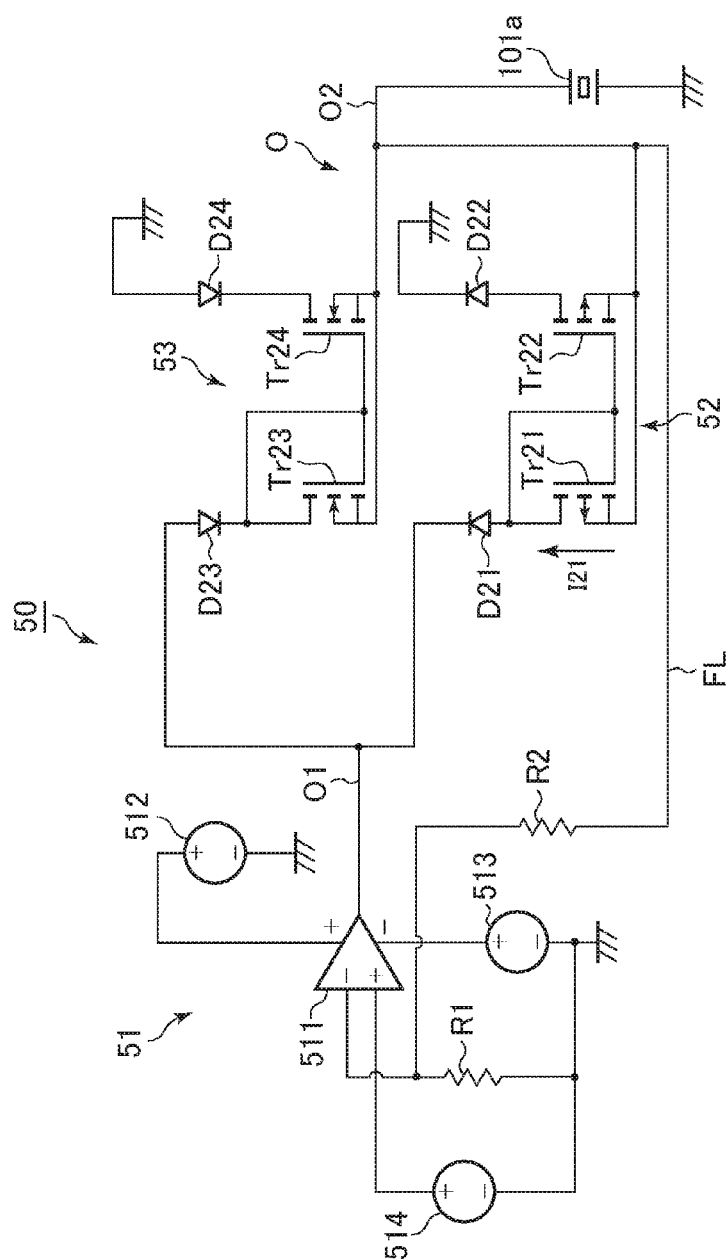 50
51
512
+
−
511
−
+
+
−
O1
513
+
−
514
+
−
R1
R2
FL
53
D23
Tr23
D24
Tr24
O
O2
101a
D21
I21
Tr21
D22
Tr22
52